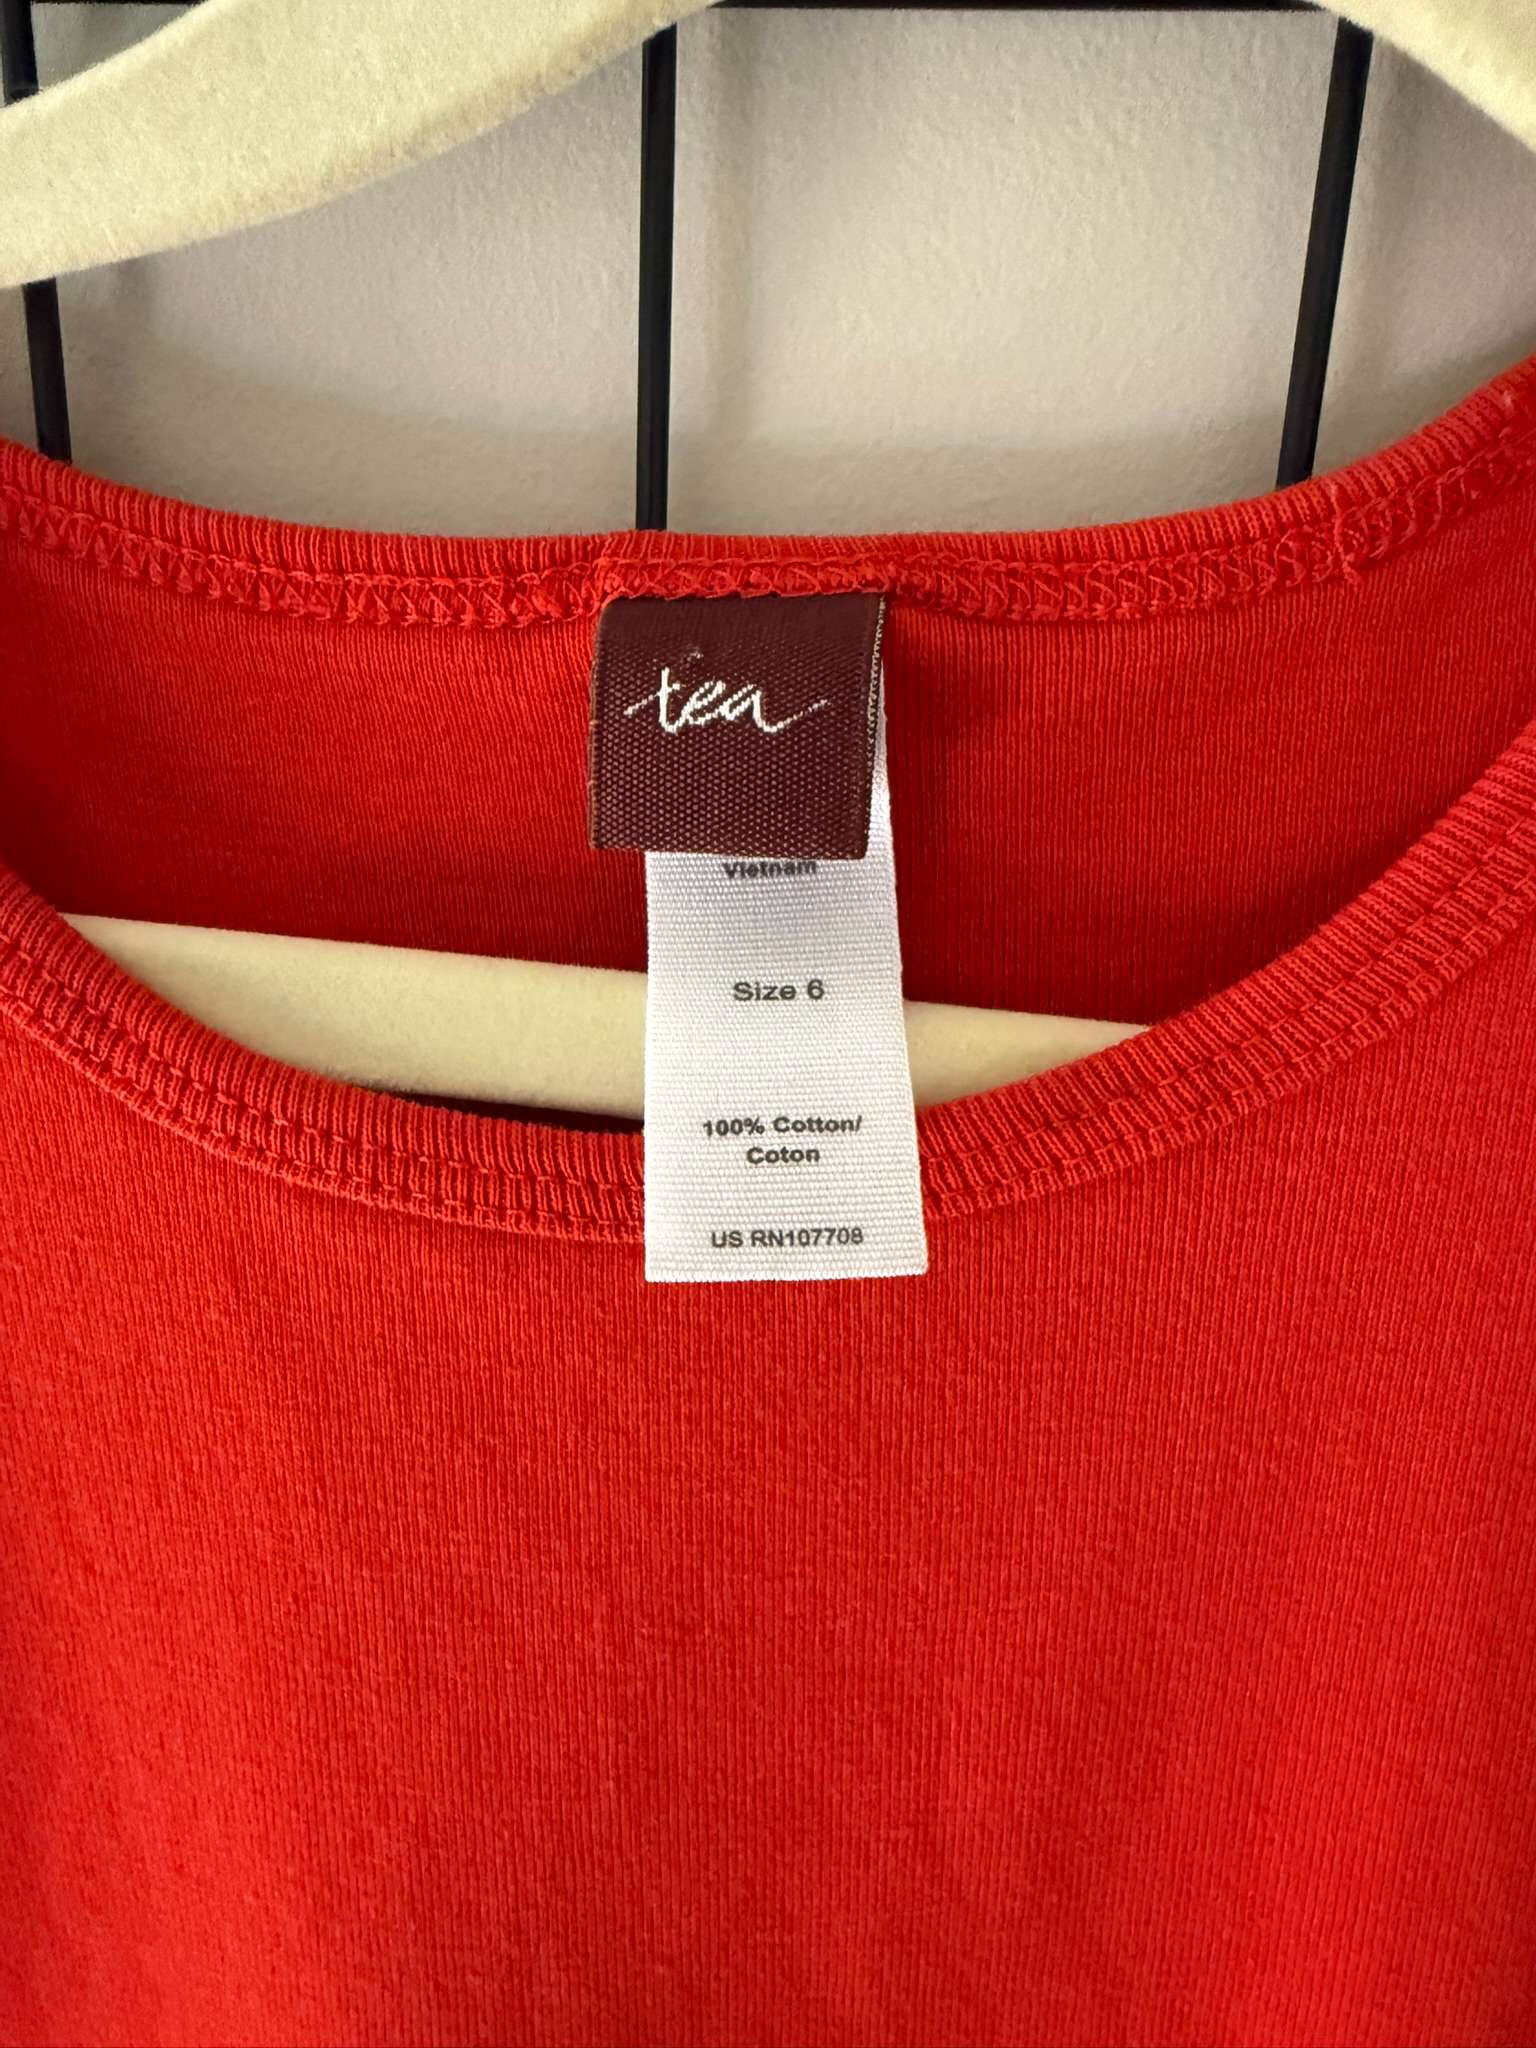 tea
Vietnam
Size 6
100% Cotton/
Coton
US RN107708